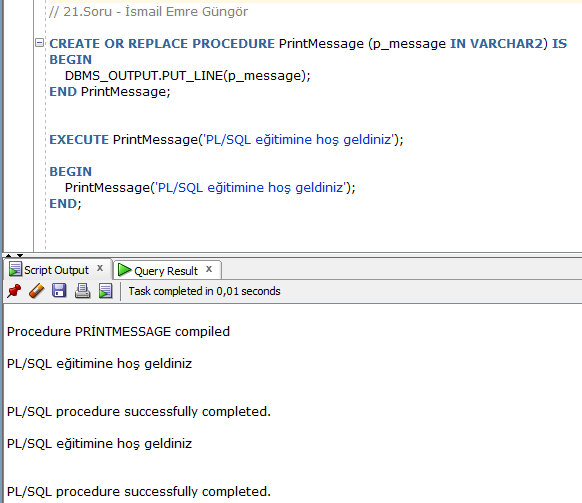 // 21.Soru - İsmail Emre Güngör
CREATE OR REPLACE PROCEDURE PrintMessage (p_message IN VARCHAR2) IS
BEGIN
DBMS_OUTPUT.PUT_LINE(p_message);
END PrintMessage;
EXECUTE PrintMessage('PL/SQL eğitimine hoş geldiniz');
BEGIN
PrintMessage('PL/SQL eğitimine hoş geldiniz');
END;
Script Output x Query Result x
Task completed in 0,01 seconds
Procedure PRİNTMESSAGE compiled
PL/SQL eğitimine hoş geldiniz
PL/SQL procedure successfully completed.
PL/SQL eğitimine hoş geldiniz
PL/SQL procedure successfully completed.